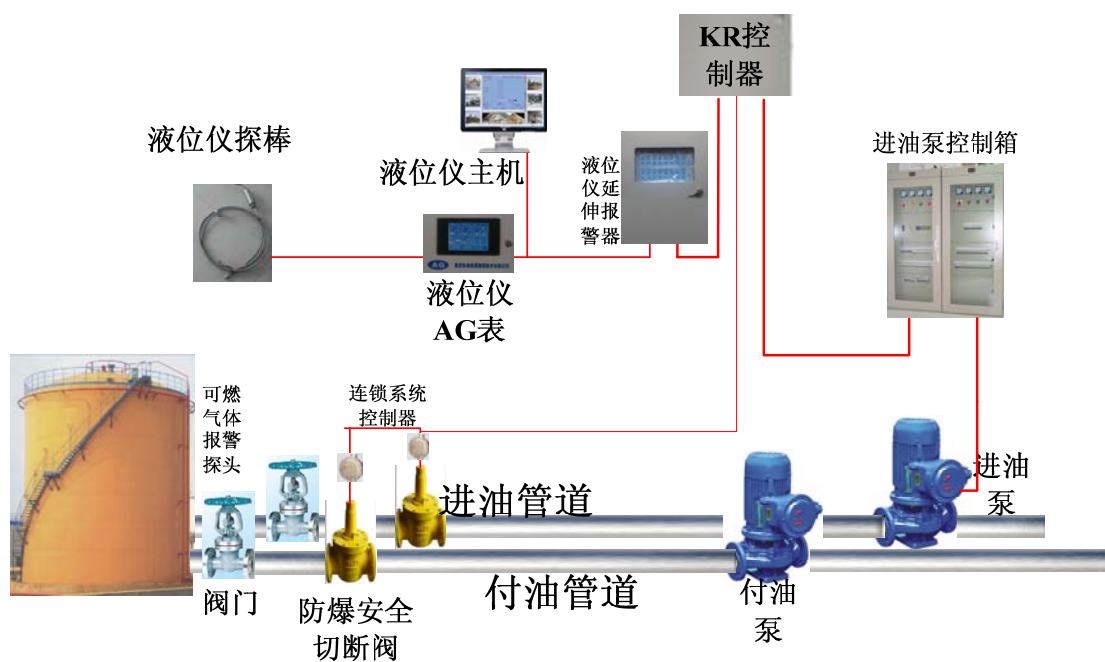 KR控
制器
液位仪探棒
液位仪主机
液位
仪延
伸报
警器
进油泵控制箱
AG
液位仪
AG表
可燃
气体
报警
探头
连锁系统
控制器
进油管道
进油
泵
付油管道
阀门
防爆安全
切断阀
付油
泵